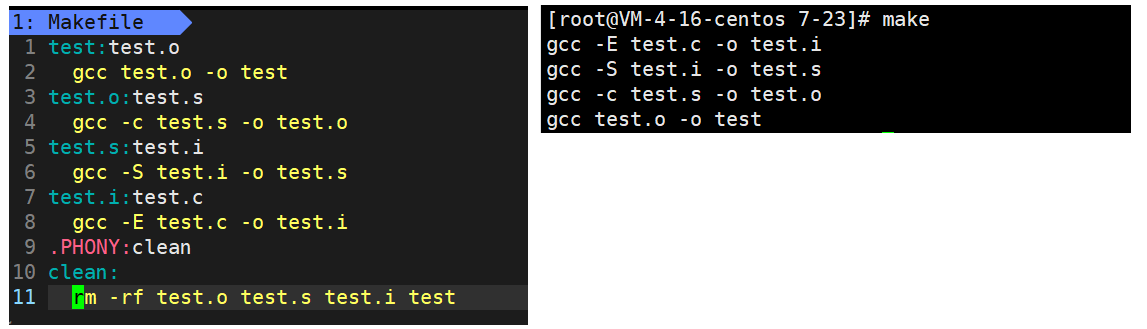 1: Makefile
1 test:test.o
2 gcc test.o -o test
3 test.o:test.s
4 gcc -c test.s -o test.o
5 test.s:test.i
6 gcc -S test.i -o test.s
7 test.i:test.c
8 gcc -E test.c -o test.i
9 .PHONY:clean
10 clean:
11 rm -rf test.o test.s test.i test
[root@VM-4-16-centos 7-23]# make
gcc -E test.c -o test.i
gcc -S test.i -o test.s
gcc -c test.s -o test.o
gcc test.o -o test